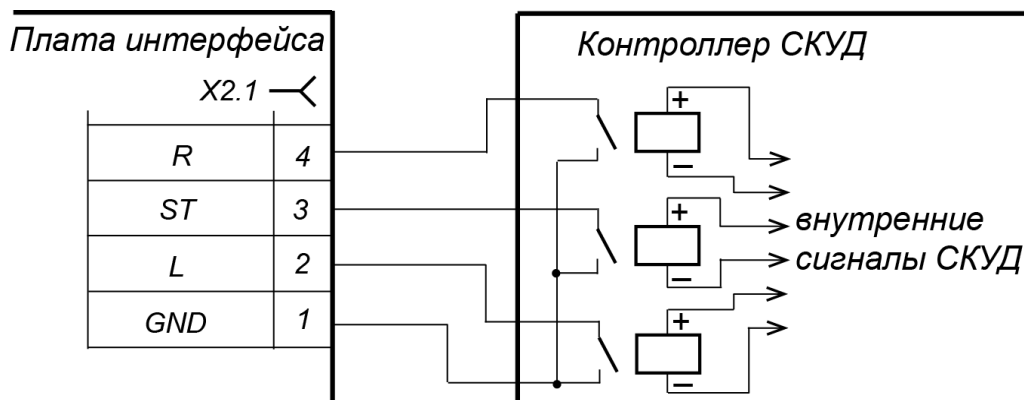 Плата интерфейса
Контроллер СКУД
X2.1
R 4
ST 3
L 2
GND 1
+
−
+
−
+
−
внутренние
сигналы СКУД